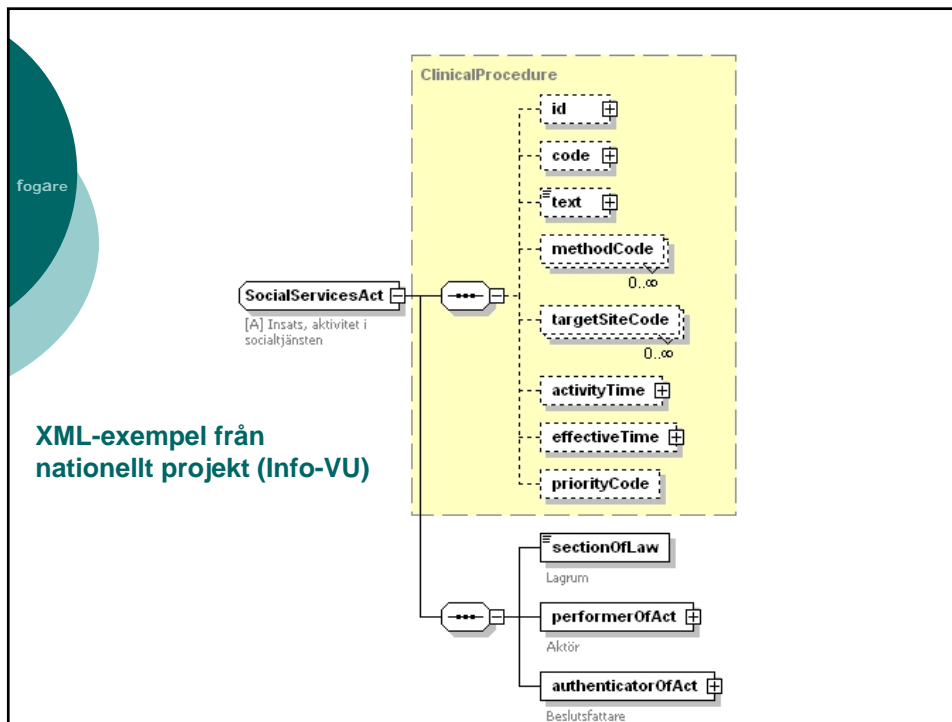 fogare
XML-exempel från
nationellt projekt (Info-VU)
SocialServicesAct
[A] Insats, aktivitet i
socialtjänsten
ClinicalProcedure
id
code
text
methodCode
0..∞
targetSiteCode
0..∞
activityTime
effectiveTime
priorityCode
sectionOfLaw
Lagrum
performerOfAct
Aktör
authenticatorOfAct
Beslutsfattare